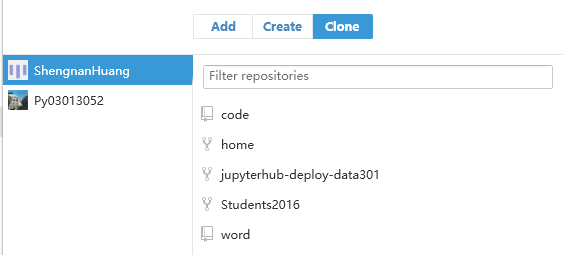 Add Create Clone
ShengnanHuang
Py03013052
Filter repositories
code
home
jupyterhub-deploy-data301
Students2016
word